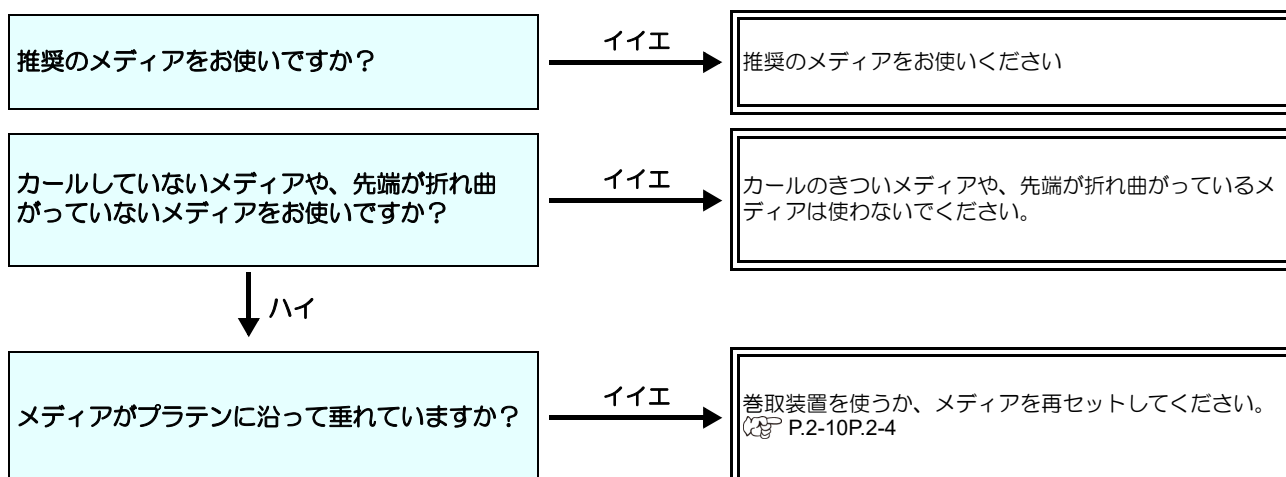 推奨のメディアをお使いですか？
イイエ
推奨のメディアをお使いください
カールしていないメディアや、先端が折れ曲
がっていないメディアをお使いですか？
イイエ
カールのきついメディアや、先端が折れ曲がっているメ
ディアは使わないでください。
ハイ
メディアがプラテンに沿って垂れていますか？
イイエ
巻取装置を使うか、メディアを再セットしてください。
P.2-10P.2-4